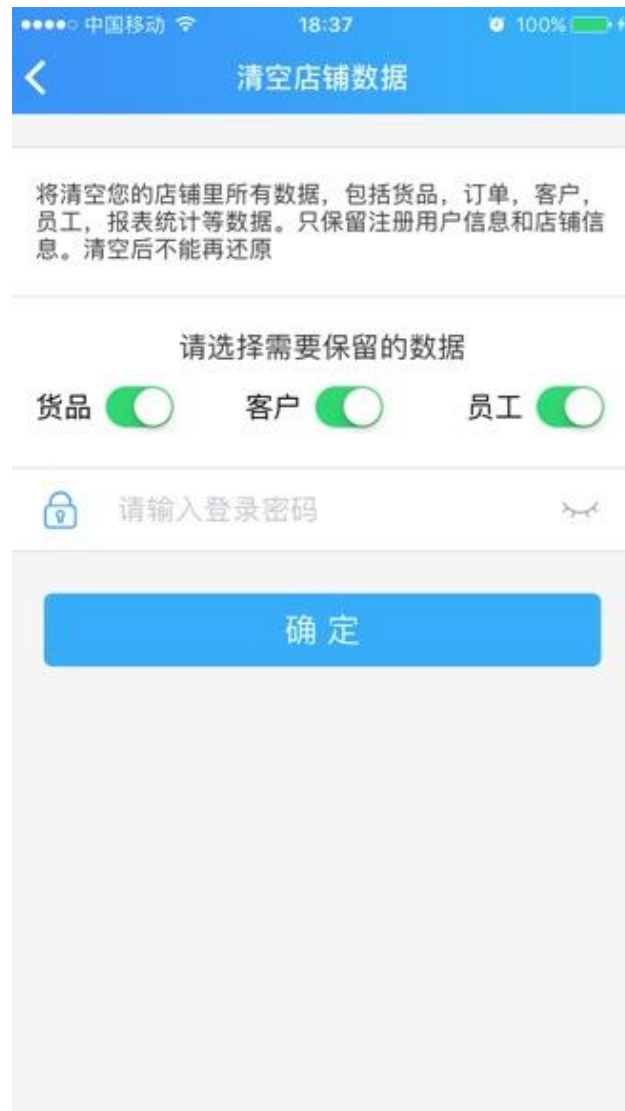 中国移动 18:37 100%
清空店铺数据
将清空您的店铺里所有数据，包括货品，订单，客户，
员工，报表统计等数据。只保留注册用户信息和店铺信
息。清空后不能再还原
请选择需要保留的数据
货品 客户 员工
请输入登录密码
确定